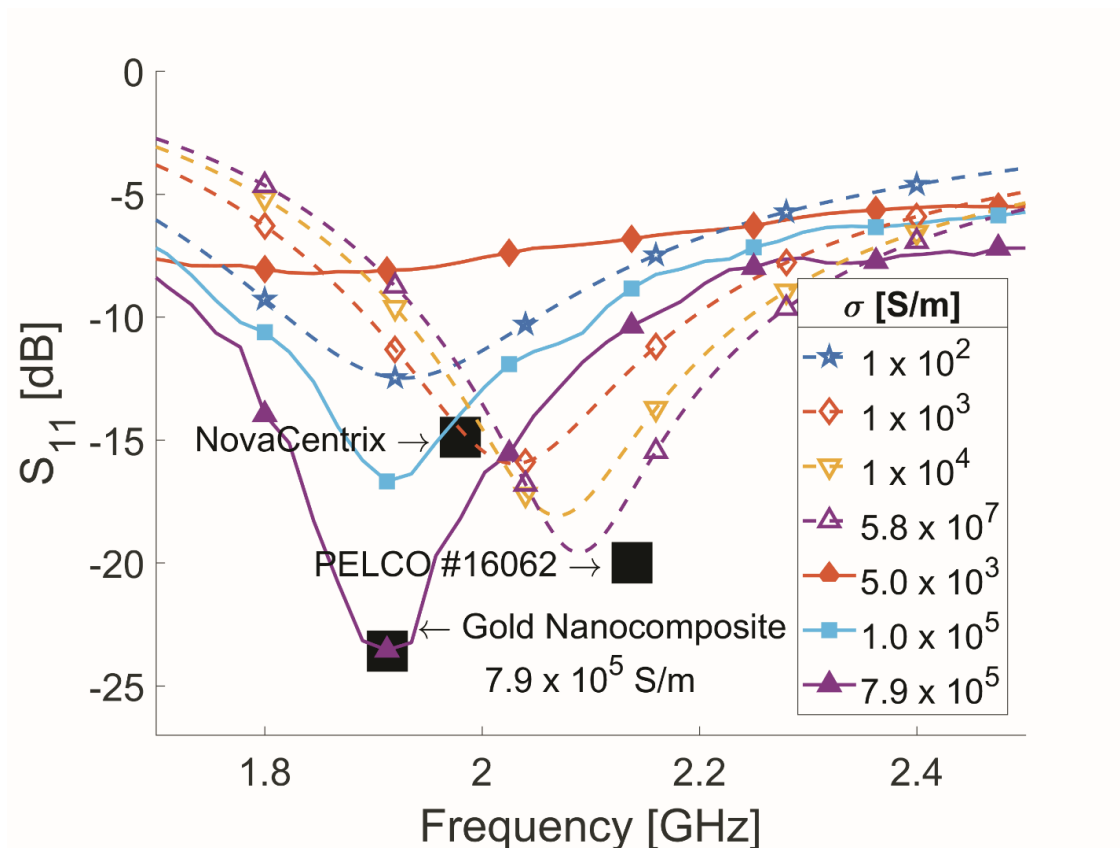 0
-5
-10
-15
-20
-25
S11 [dB]
1.8
2
2.2
2.4
Frequency [GHz]
NovaCentrix →
PELCO #16062 →
← Gold Nanocomposite
7.9 x 10^5 S/m
σ [S/m]
1 x 10^2
1 x 10^3
1 x 10^4
5.8 x 10^7
5.0 x 10^3
1.0 x 10^5
7.9 x 10^5